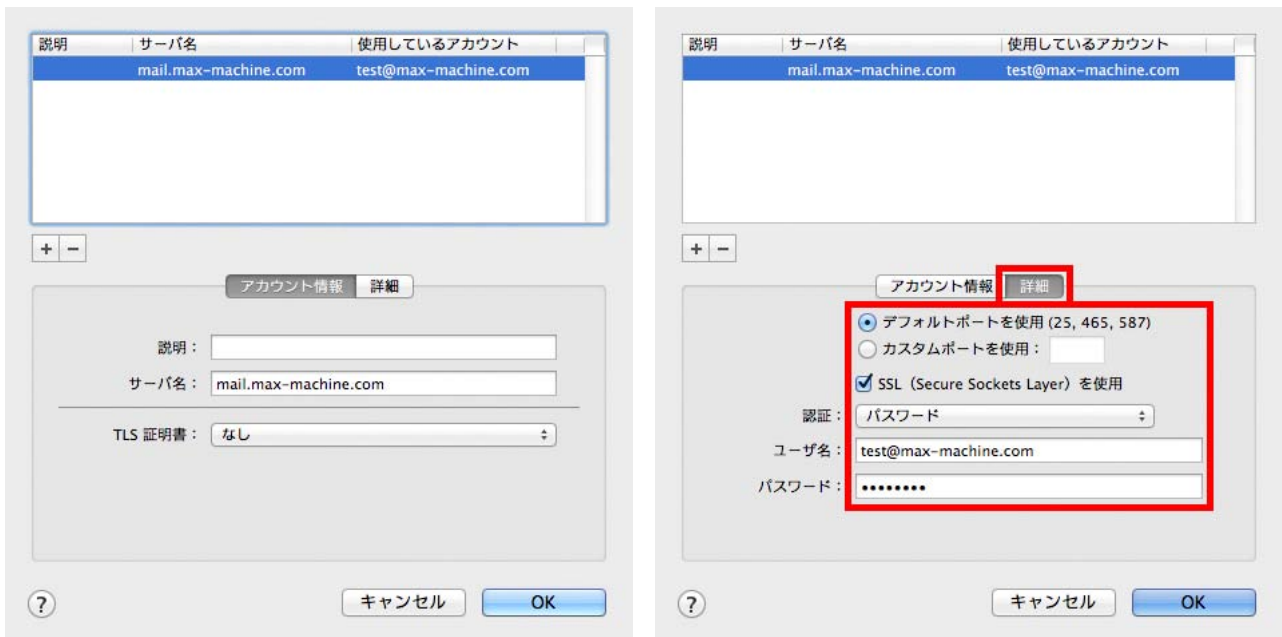 説明 サーバ名 使用しているアカウント
mail.max-machine.com test@max-machine.com
+ −
アカウント情報 詳細
説明：
サーバ名： mail.max-machine.com
TLS 証明書： なし
? キャンセル OK
説明 サーバ名 使用しているアカウント
mail.max-machine.com test@max-machine.com
+ −
アカウント情報 詳細
デフォルトポートを使用 (25, 465, 587)
カスタムポートを使用：
SSL（Secure Sockets Layer）を使用
認証： パスワード
ユーザ名： test@max-machine.com
パスワード： ••••••••
? キャンセル OK